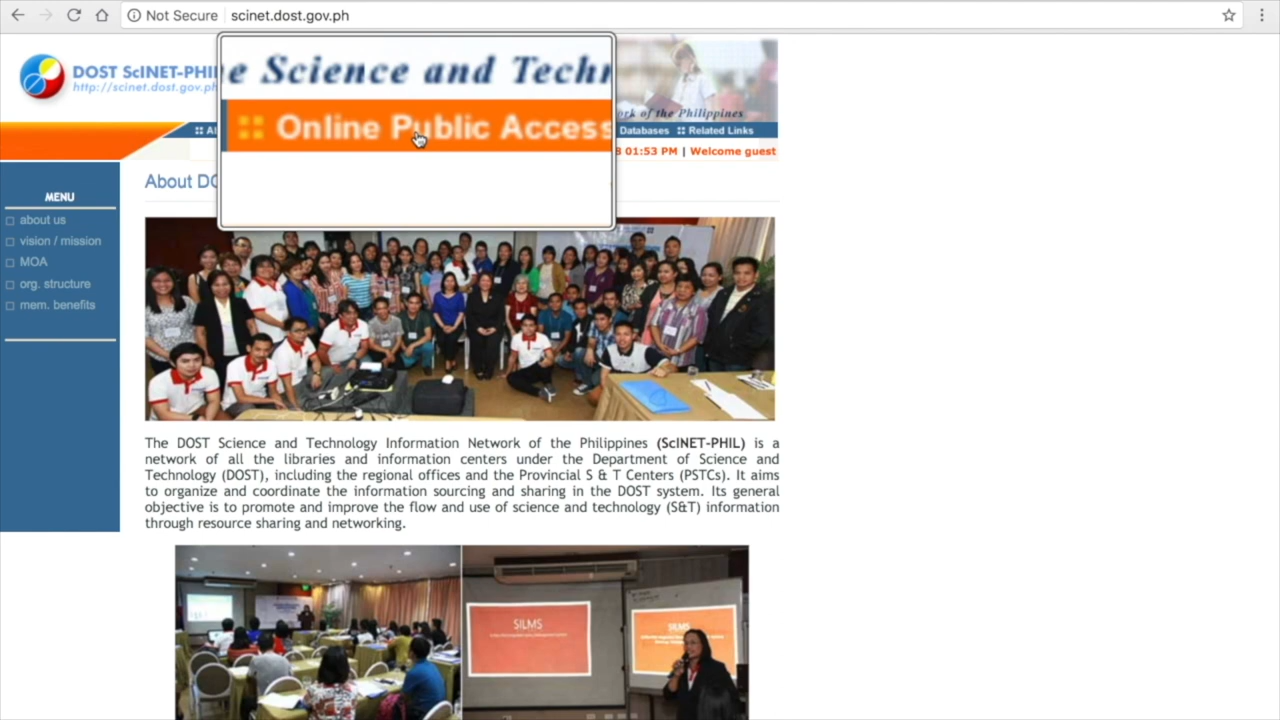 Not Secure scinet.dost.gov.ph
DOST ScINET-PHIL
http://scinet.dost.gov.ph
e Science and Techn
Online Public Access
ork of the Philippines
Databases Related Links
01:53 PM | Welcome guest
MENU
about us
vision / mission
MOA
org. structure
mem. benefits
About DO
The DOST Science and Technology Information Network of the Philippines (ScINET-PHIL) is a
network of all the libraries and information centers under the Department of Science and
Technology (DOST), including the regional offices and the Provincial S & T Centers (PSTCs). It aims
to organize and coordinate the information sourcing and sharing in the DOST system. Its general
objective is to promote and improve the flow and use of science and technology (S&T) information
through resource sharing and networking.
SILMS
SILMS